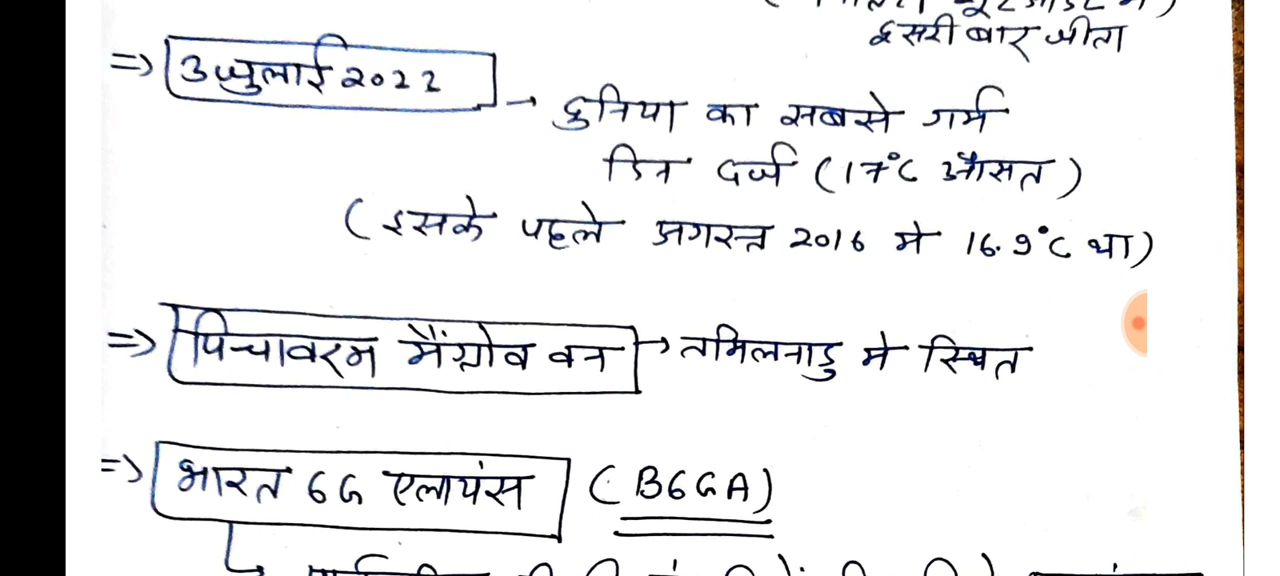 दूसरी बार जीता
=> 3 जुलाई 2022
→ दुनिया का सबसे गर्म
दिन दर्ज (17°C औसत)
(इसके पहले अगस्त 2016 मे 16.9°C था)
=> पिचावरम मैंग्रोव वन → तमिलनाडु मे स्थित
=> भारत 6G एलायंस (B6GA)